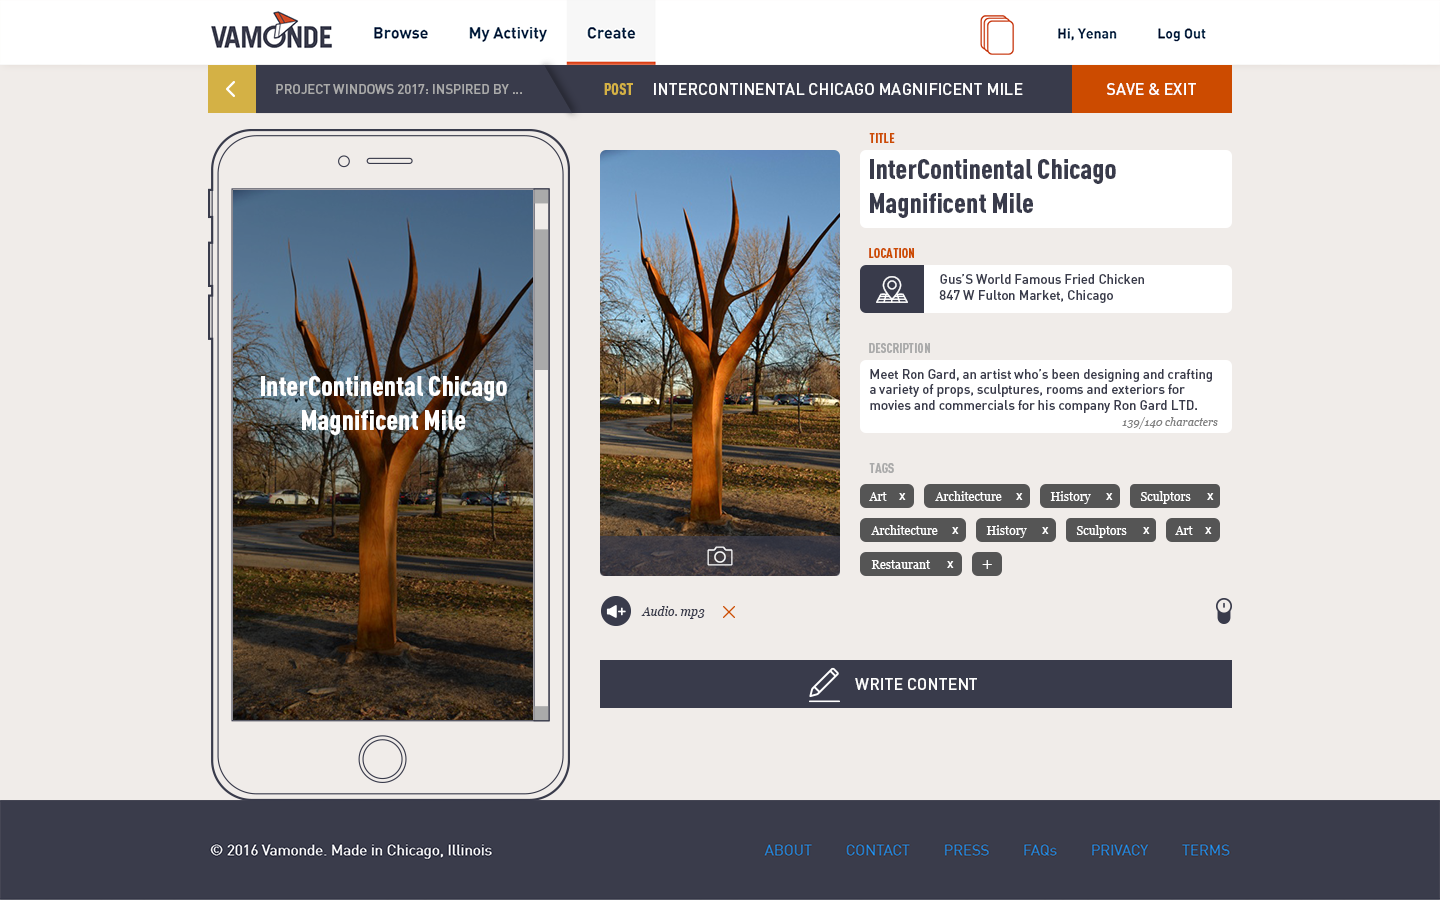 VAMONDE
Browse
My Activity
Create
Hi, Yenan
Log Out
PROJECT WINDOWS 2017: INSPIRED BY ...
POST
INTERCONTINENTAL CHICAGO MAGNIFICENT MILE
SAVE & EXIT
InterContinental Chicago
Magnificent Mile
TITLE
InterContinental Chicago
Magnificent Mile
LOCATION
Gus'S World Famous Fried Chicken
847 W Fulton Market, Chicago
DESCRIPTION
Meet Ron Gard, an artist who's been designing and crafting
a variety of props, sculptures, rooms and exteriors for
movies and commercials for his company Ron Gard LTD.
139/140 characters
TAGS
Art x Architecture x History x Sculptors x
Architecture x History x Sculptors x Art x
Restaurant x +
Audio.mp3
WRITE CONTENT
© 2016 Vamonde. Made in Chicago, Illinois
ABOUT
CONTACT
PRESS
FAQs
PRIVACY
TERMS